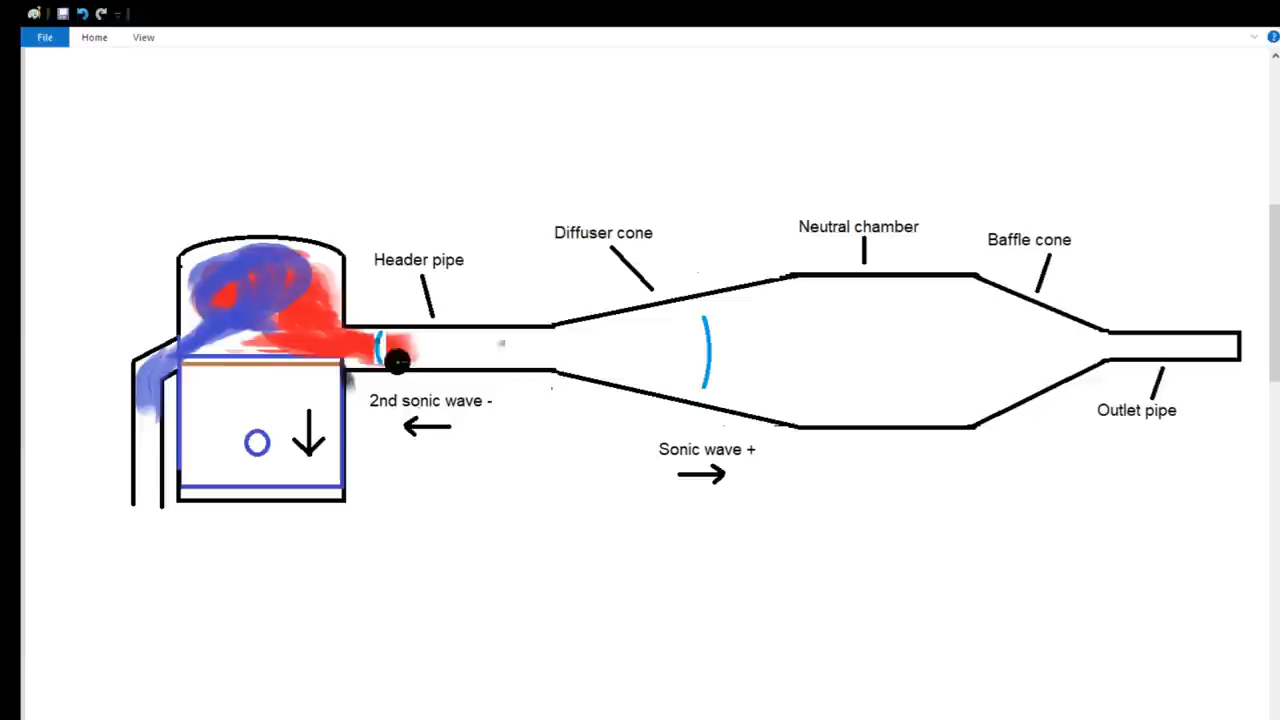 File Home View
Neutral chamber
Diffuser cone
Baffle cone
Header pipe
2nd sonic wave -
Outlet pipe
Sonic wave +